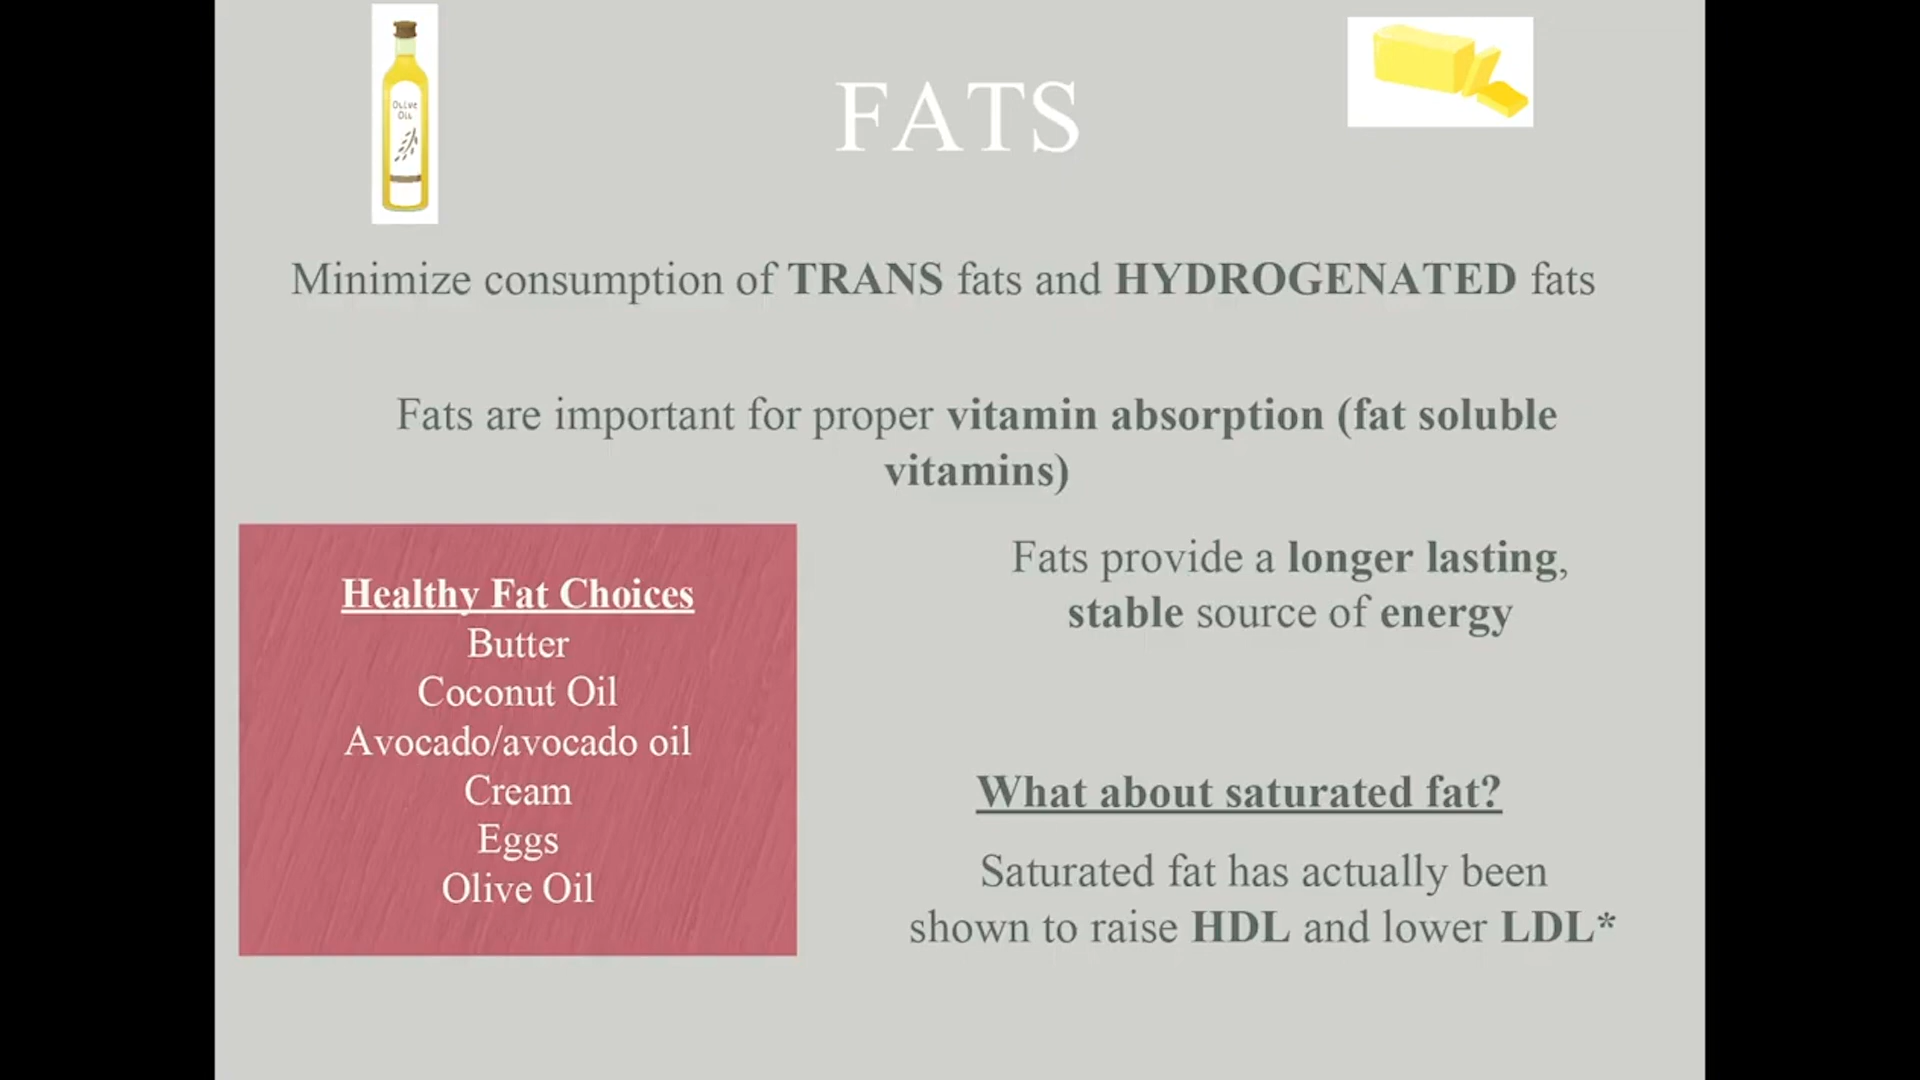 OLIVE
OIL
FATS
Minimize consumption of TRANS fats and HYDROGENATED fats
Fats are important for proper vitamin absorption (fat soluble
vitamins)
Healthy Fat Choices
Butter
Coconut Oil
Avocado/avocado oil
Cream
Eggs
Olive Oil
Fats provide a longer lasting,
stable source of energy
What about saturated fat?
Saturated fat has actually been
shown to raise HDL and lower LDL*